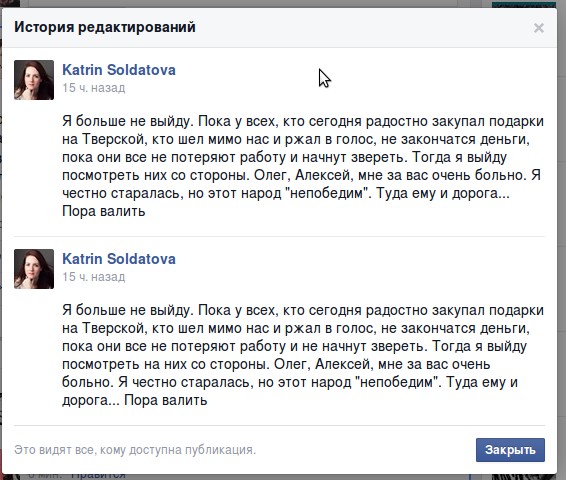 История редактирований
×
Katrin Soldatova
15 ч. назад
Я больше не выйду. Пока у всех, кто сегодня радостно закупал подарки
на Тверской, кто шел мимо нас и ржал в голос, не закончатся деньги,
пока они все не потеряют работу и начнут звереть. Тогда я выйду
посмотреть них со стороны. Олег, Алексей, мне за вас очень больно. Я
честно старалась, но этот народ "непобедим". Туда ему и дорога...
Пора валить
Katrin Soldatova
15 ч. назад
Я больше не выйду. Пока у всех, кто сегодня радостно закупал подарки
на Тверской, кто шел мимо нас и ржал в голос, не закончатся деньги,
пока они все не потеряют работу и не начнут звереть. Тогда я выйду
посмотреть на них со стороны. Олег, Алексей, мне за вас очень
больно. Я честно старалась, но этот народ "непобедим". Туда ему и
дорога... Пора валить
Это видят все, кому доступна публикация.
Закрыть